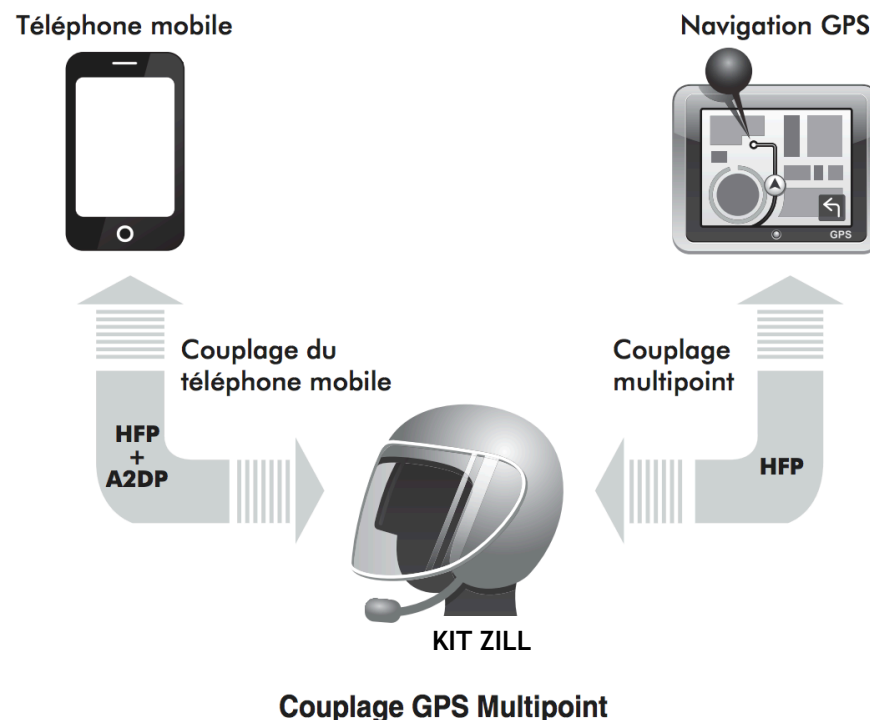 Téléphone mobile
Navigation GPS
GPS
Couplage du
téléphone mobile
Couplage
multipoint
HFP
+
A2DP
HFP
KIT ZILL
Couplage GPS Multipoint